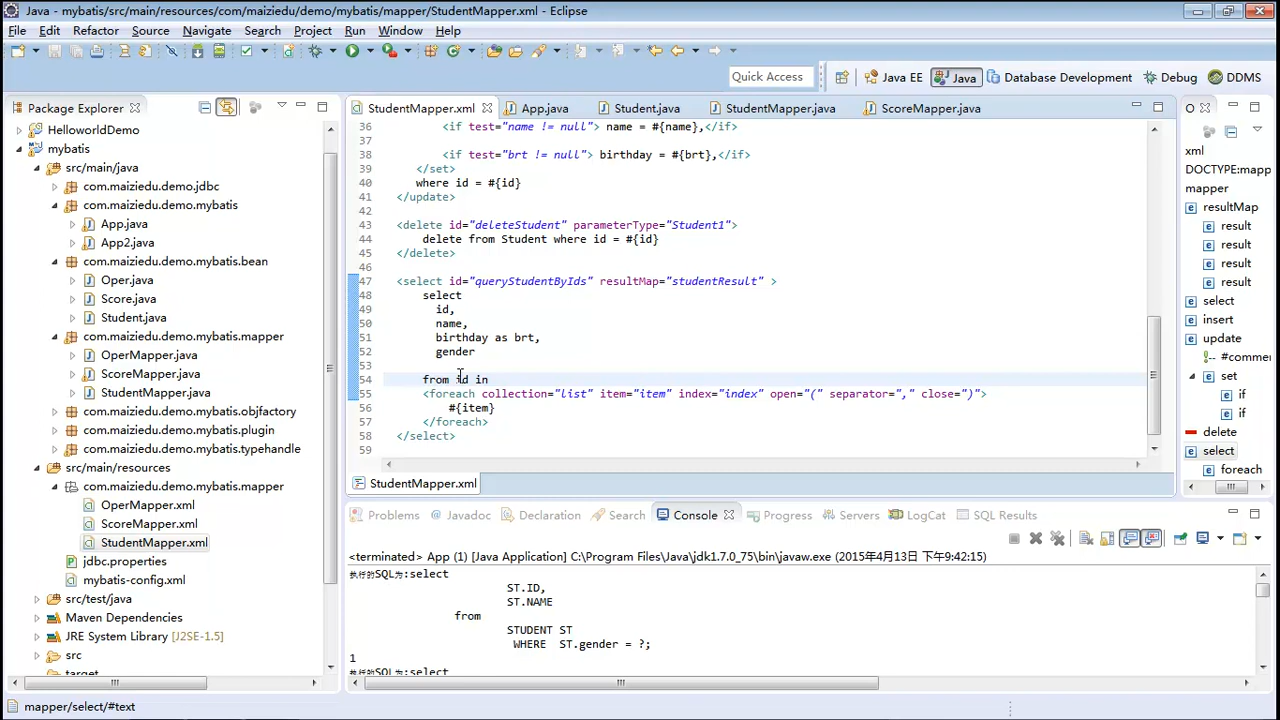 Java - mybatis/src/main/resources/com/maiziedu/demo/mybatis/mapper/StudentMapper.xml - Eclipse
File Edit Refactor Source Navigate Search Project Run Window Help
Quick Access Java EE Java Database Development Debug DDMS
Package Explorer
HelloworldDemo
mybatis
src/main/java
com.maiziedu.demo.jdbc
com.maiziedu.demo.mybatis
App.java
App2.java
com.maiziedu.demo.mybatis.bean
Oper.java
Score.java
Student.java
com.maiziedu.demo.mybatis.mapper
OperMapper.java
ScoreMapper.java
StudentMapper.java
com.maiziedu.demo.mybatis.objfactory
com.maiziedu.demo.mybatis.plugin
com.maiziedu.demo.mybatis.typehandle
src/main/resources
com.maiziedu.demo.mybatis.mapper
OperMapper.xml
ScoreMapper.xml
StudentMapper.xml
jdbc.properties
mybatis-config.xml
src/test/java
Maven Dependencies
JRE System Library [J2SE-1.5]
src
target
StudentMapper.xml App.java Student.java StudentMapper.java ScoreMapper.java
36 <if test="name != null"> name = #{name},</if>
37
38 <if test="brt != null"> birthday = #{brt},</if>
39 </set>
40 where id = #{id}
41 </update>
42
43 <delete id="deleteStudent" parameterType="Student1">
44 delete from Student where id = #{id}
45 </delete>
46
47 <select id="queryStudentByIds" resultMap="studentResult" >
48 select
49 id,
50 name,
51 birthday as brt,
52 gender
53
54 from id in
55 <foreach collection="list" item="item" index="index" open="(" separator="," close=")">
56 #{item}
57 </foreach>
58 </select>
59
StudentMapper.xml
O
xml
DOCTYPE:mapp
mapper
resultMap
result
result
result
result
select
insert
update
#comme
set
if
if
delete
select
foreach
Problems Javadoc Declaration Search Console Progress Servers LogCat SQL Results
<terminated> App (1) [Java Application] C:\Program Files\Java\jdk1.7.0_75\bin\javaw.exe (2015年4月13日 下午9:42:15)
执行的SQL为:select
ST.ID,
ST.NAME
from
STUDENT ST
WHERE ST.gender = ?;
1
执行的SQL为:select
mapper/select/#text